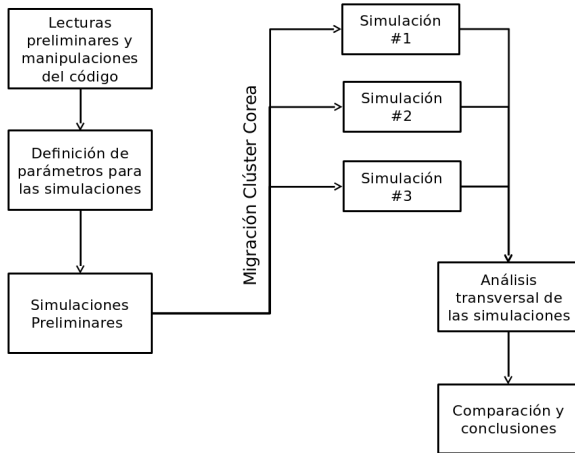 Lecturas
preliminares y
manipulaciones
del código
Definición de
parámetros para
las simulaciones
Simulaciones
Preliminares
Migración Clúster Corea
Simulación
#1
Simulación
#2
Simulación
#3
Análisis
transversal de
las simulaciones
Comparación y
conclusiones